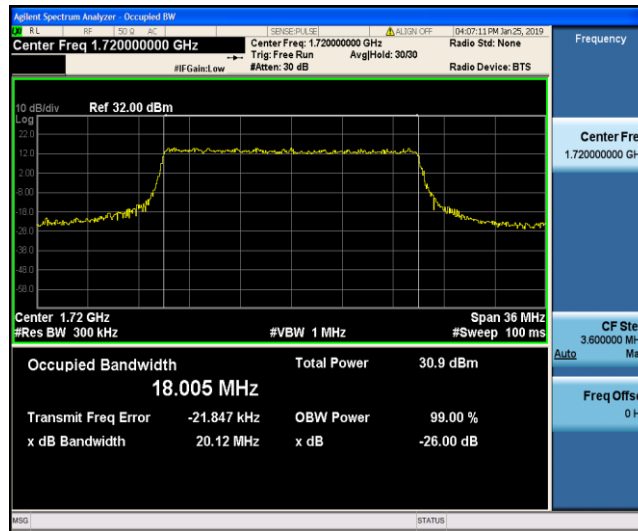 Agilent Spectrum Analyzer - Occupied BW
RL RF 50 Ω AC SENSE:PULSE ALIGN OFF 04:07:11 PM Jan 25, 2019
Center Freq 1.720000000 GHz Center Freq: 1.720000000 GHz Radio Std: None
Trig: Free Run Avg|Hold: 30/30
#IFGain:Low #Atten: 30 dB Radio Device: BTS
10 dB/div Ref 32.00 dBm
Log
22.0
12.0
2.00
-8.00
-18.0
-28.0
-38.0
-48.0
-58.0
Center 1.72 GHz Span 36 MHz
#Res BW 300 kHz #VBW 1 MHz #Sweep 100 ms
Occupied Bandwidth Total Power 30.9 dBm
18.005 MHz
Transmit Freq Error -21.847 kHz OBW Power 99.00 %
x dB Bandwidth 20.12 MHz x dB -26.00 dB
MSG STATUS
Frequency
Center Fre
1.720000000 GH
CF Ste
3.600000 MH
Auto Ma
Freq Offse
0 H